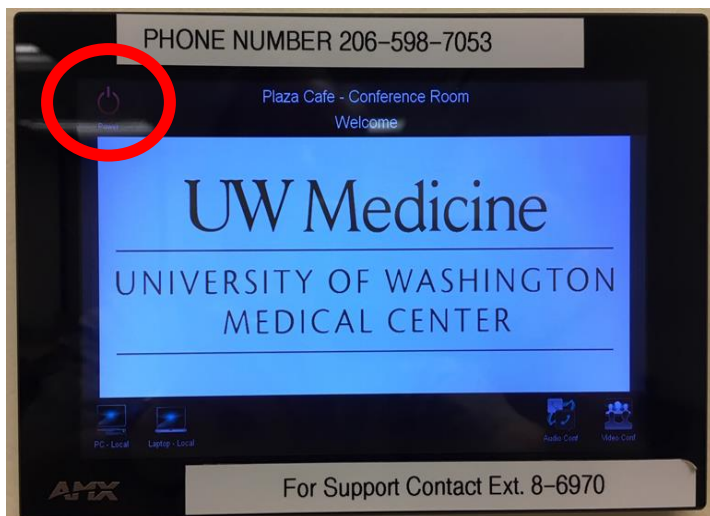 PHONE NUMBER 206-598-7053
Plaza Cafe - Conference Room
Welcome
Power
UW Medicine
UNIVERSITY OF WASHINGTON
MEDICAL CENTER
PC - Local
Laptop - Local
Audio Conf
Video Conf
AMX
For Support Contact Ext. 8-6970